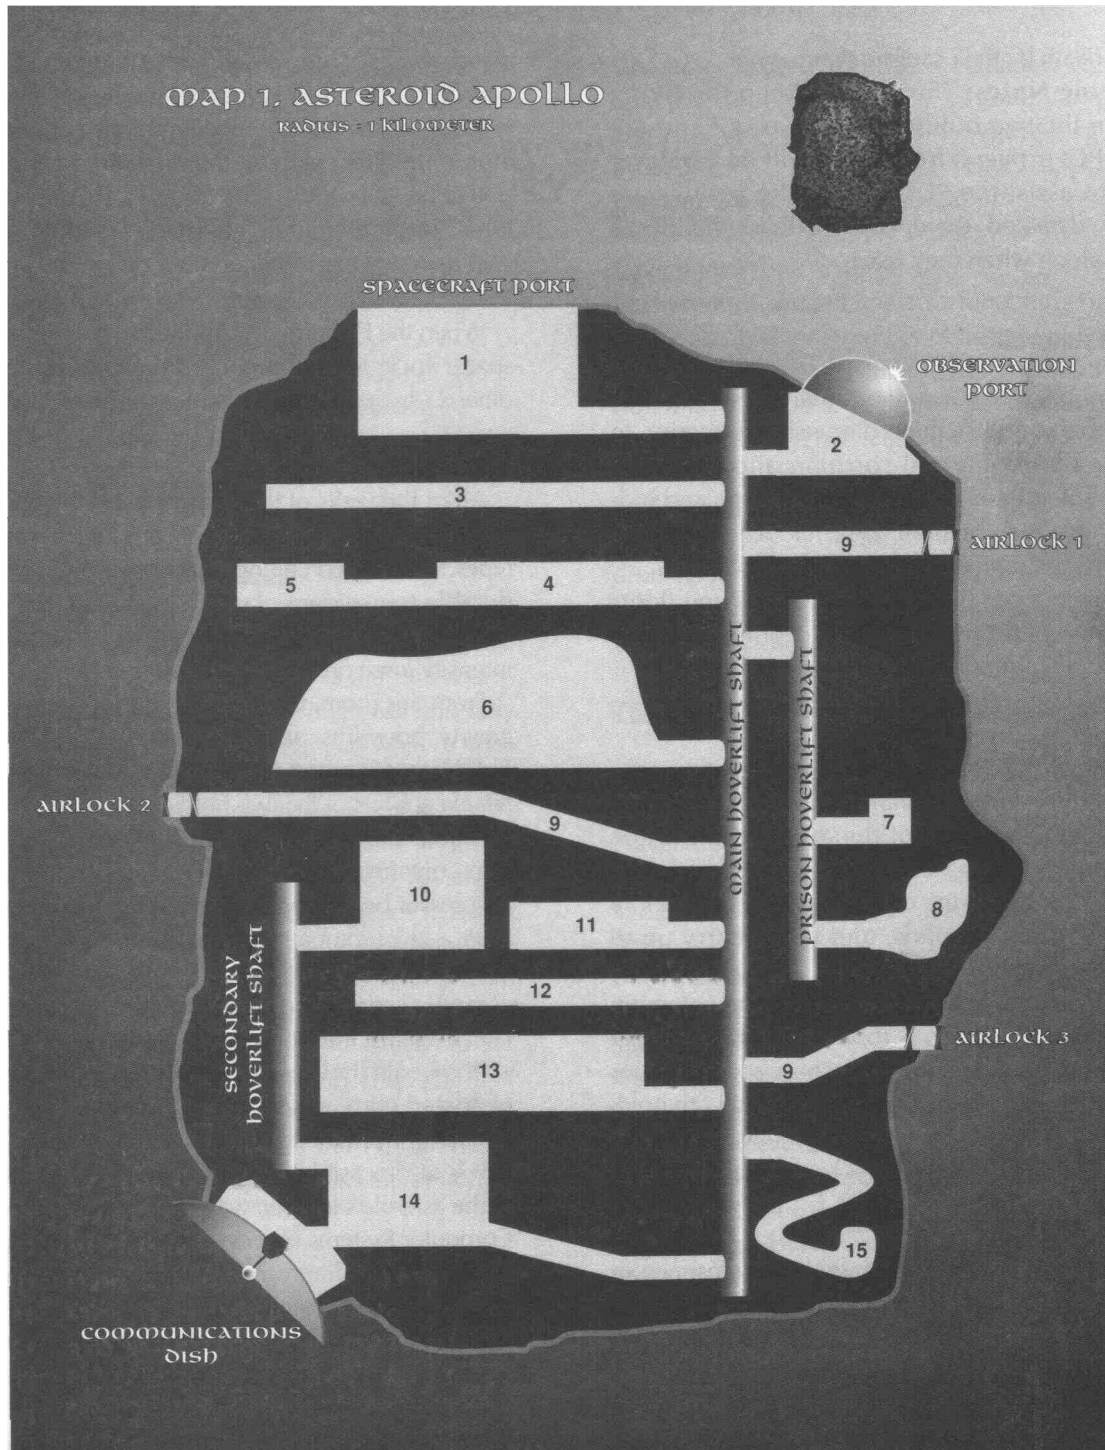 MAP 1. ASTEROID APOLLO
RADIUS - 1 KILOMETER
SPACECRAFT PORT
1
OBSERVATION
PORT
2
3
9
AIRLOCK 1
5
4
MAIN HOVERLIFT SHAFT
PRISON HOVERLIFT SHAFT
6
AIRLOCK 2
9
7
10
11
8
SECONDARY
HOVERLIFT SHAFT
12
AIRLOCK 3
13
9
14
15
COMMUNICATIONS
DISH